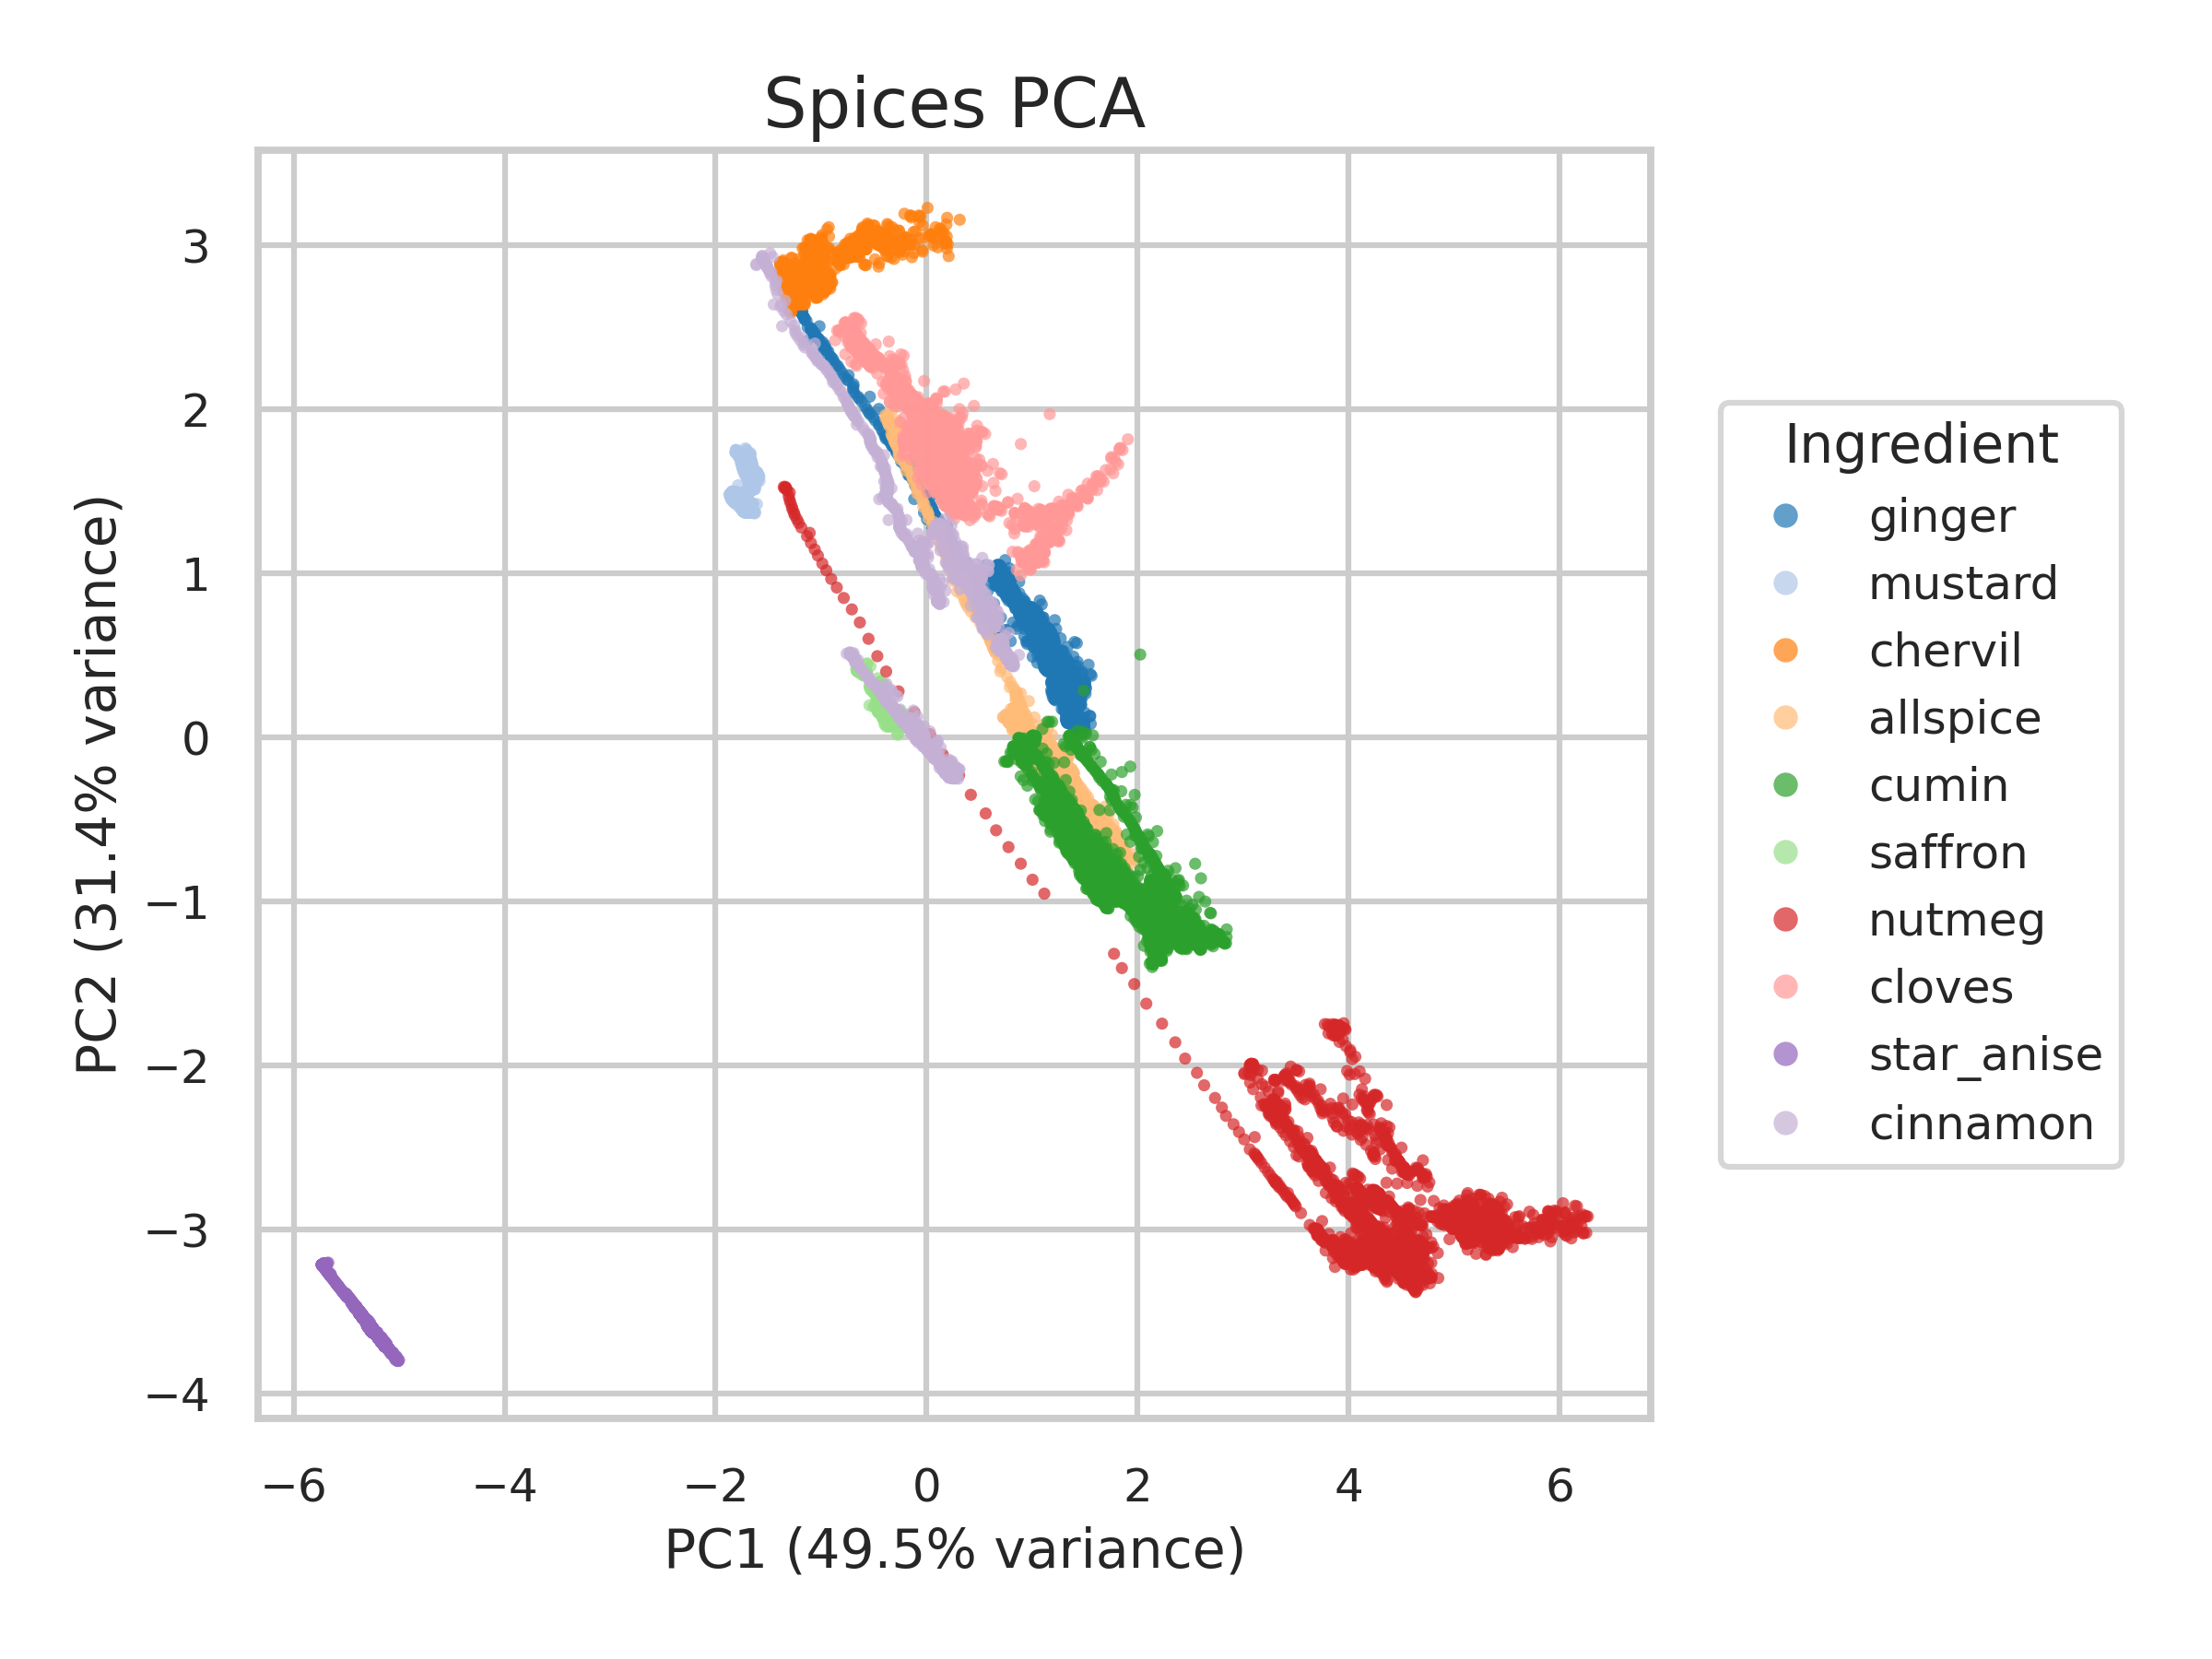 Spices PCA
PC2 (31.4% variance)
3
2
1
0
−1
−2
−3
−4
−6
−4
−2
0
2
4
6
PC1 (49.5% variance)
Ingredient
ginger
mustard
chervil
allspice
cumin
saffron
nutmeg
cloves
star_anise
cinnamon